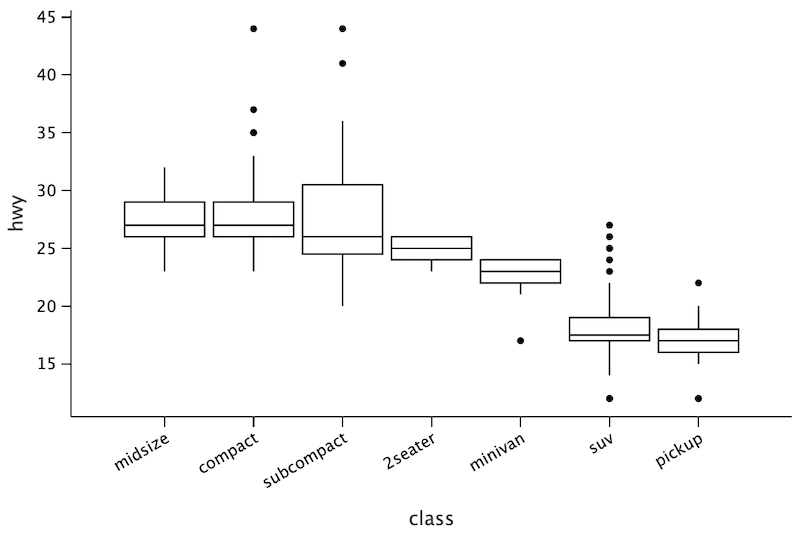 hwy
45
40
35
30
25
20
15
midsize
compact
subcompact
2seater
minivan
suv
pickup
class